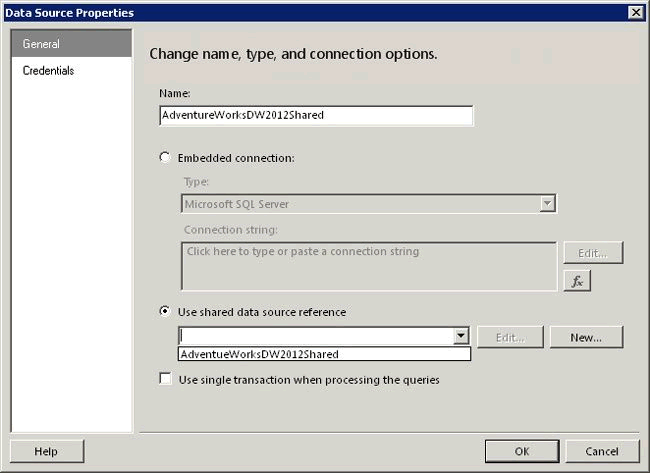 Data Source Properties
General
Credentials
Change name, type, and connection options.
Name:
AdventureWorksDW2012Shared
Embedded connection:
Type:
Microsoft SQL Server
Connection string:
Click here to type or paste a connection string
Edit...
fx
Use shared data source reference
Edit...
New...
AdventueWorksDW2012Shared
Use single transaction when processing the queries
Help
OK
Cancel